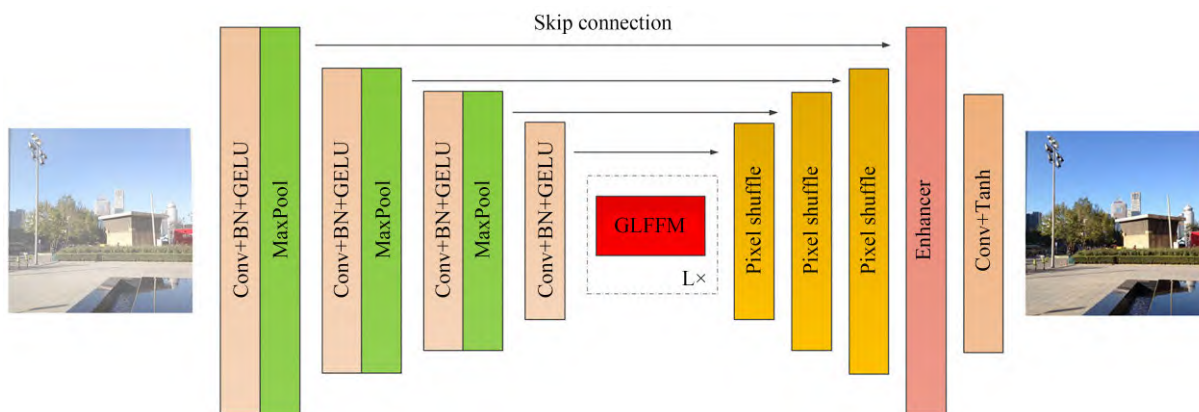 Skip connection
Conv+BN+GELU
MaxPool
Conv+BN+GELU
MaxPool
Conv+BN+GELU
MaxPool
Conv+BN+GELU
GLFFM
L×
Pixel shuffle
Pixel shuffle
Pixel shuffle
Enhancer
Conv+Tanh